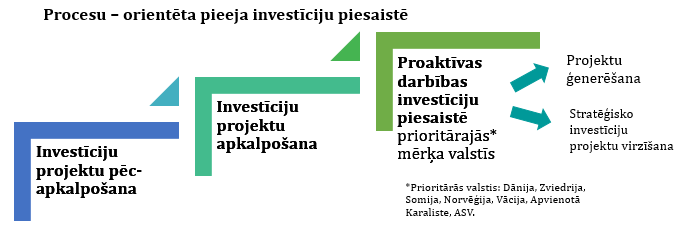 Procesu – orientēta pieeja investīciju piesaistē
Investīciju
projektu pēc-
apkalpošana
Investīciju
projektu
apkalpošana
Proaktīvas
darbības
investīciju
piesaistē
prioritārajās*
mērķa valstīs
Projektu
ģenerēšana
Stratēģisko
investīciju
projektu virzīšana
*Prioritārās valstis: Dānija, Zviedrija,
Somija, Norvēģija, Vācija, Apvienotā
Karaliste, ASV.